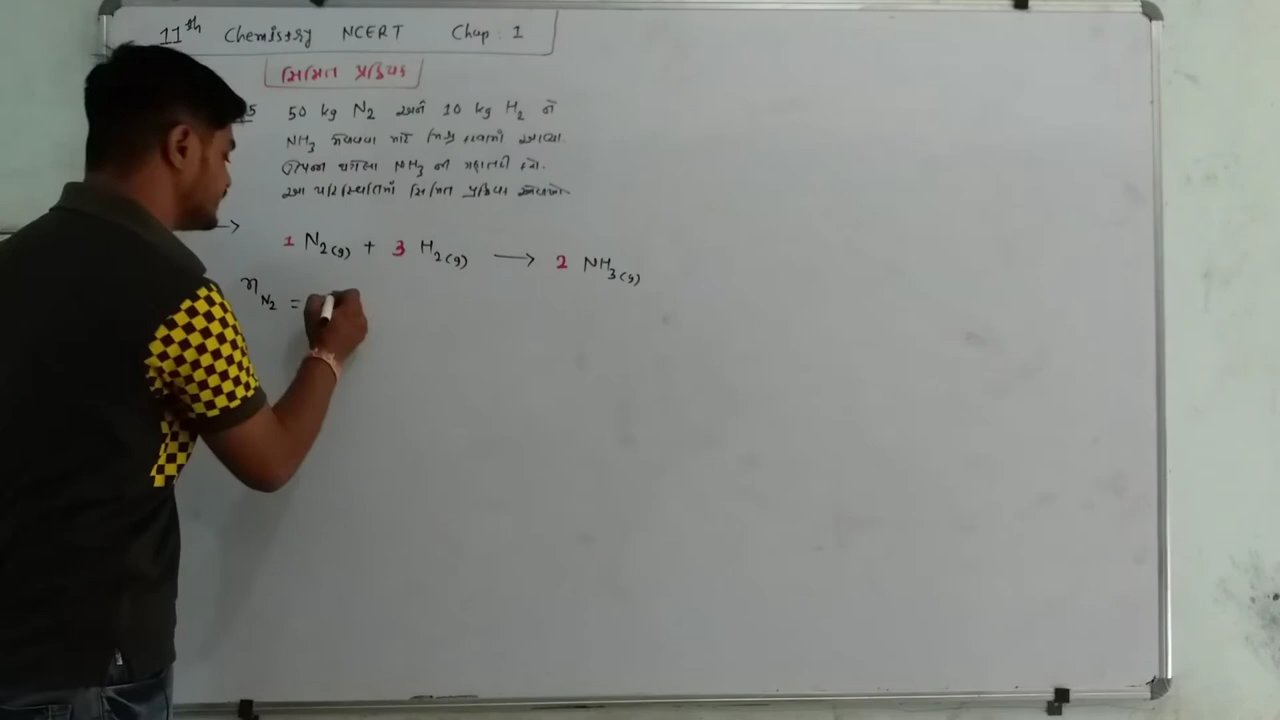 11th Chemistry NCERT Chap : 1
સિમિત પ્રક્રિયક
5 50 kg N2 અને 10 kg H2 ને
NH3 બનાવવા માટે મિશ્ર કરવામાં આવ્યા.
ઉત્પન્ન થયેલા NH3 ની ગણતરી કરો.
આ પરિસ્થિતિમાં સિમિત પ્રક્રિયક ઓળખો
→
1 N2(g) + 3 H2(g) → 2 NH3(g)
n N2 =